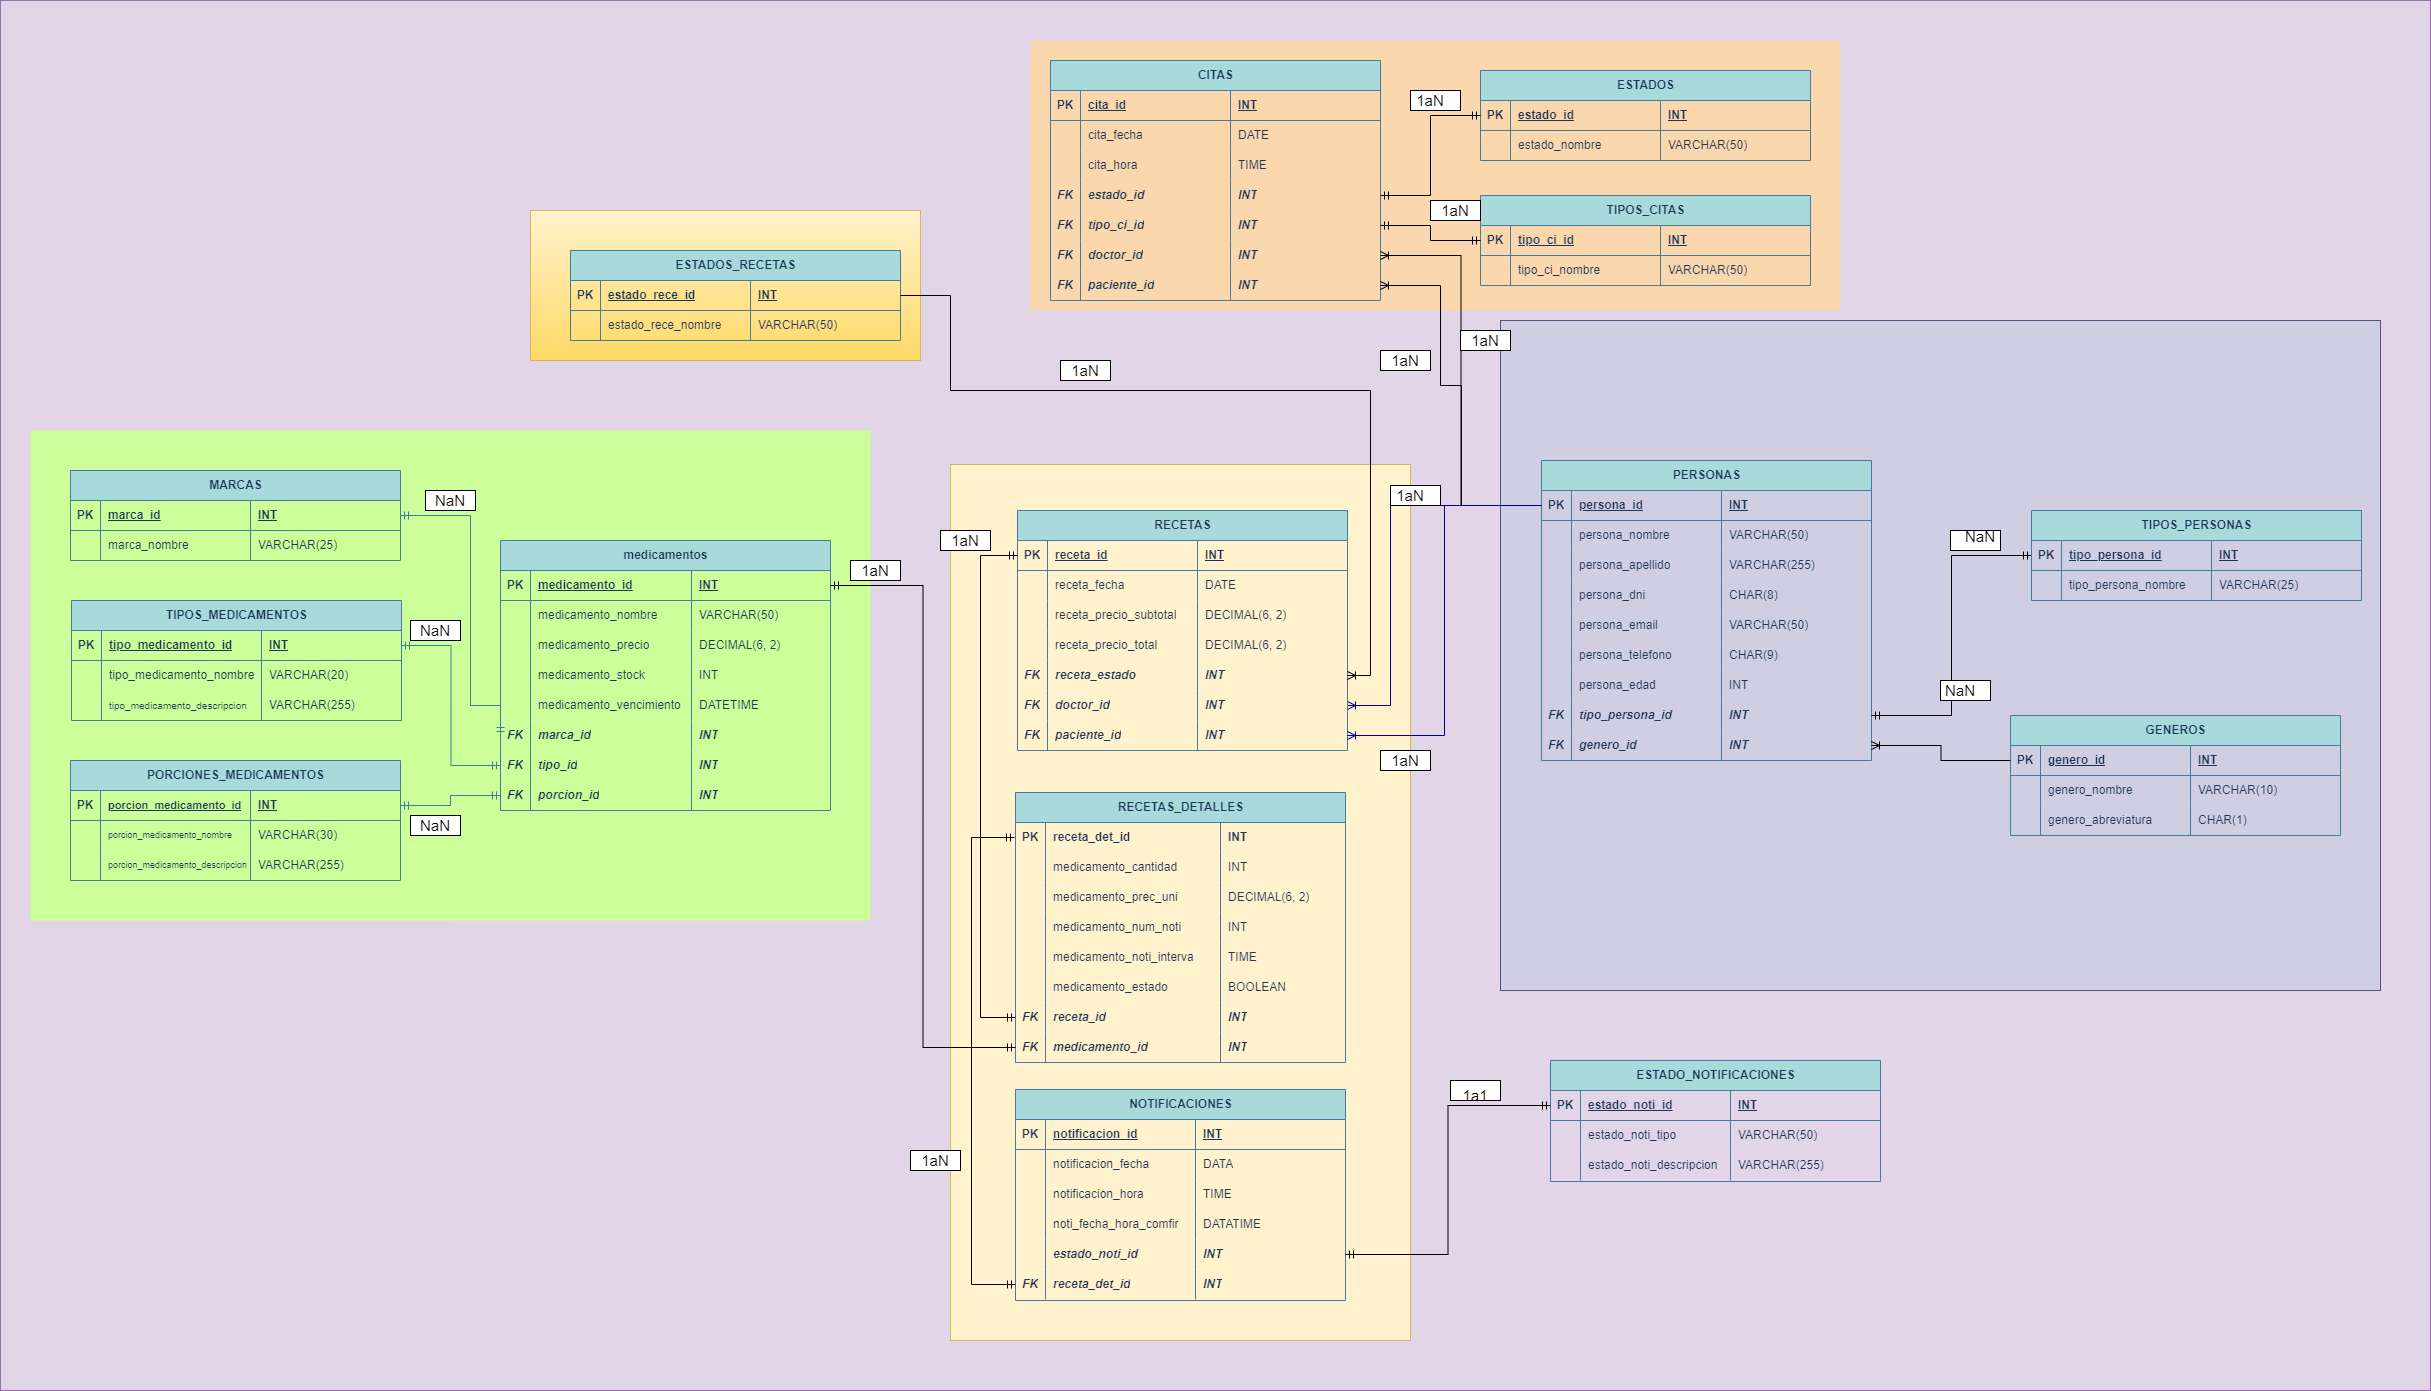 CITAS
PK cita_id INT
cita_fecha DATE
cita_hora TIME
FK estado_id INT
FK tipo_ci_id INT
FK doctor_id INT
FK paciente_id INT
1aN
ESTADOS
PK estado_id INT
estado_nombre VARCHAR(50)
1aN
TIPOS_CITAS
PK tipo_ci_id INT
tipo_ci_nombre VARCHAR(50)
ESTADOS_RECETAS
PK estado_rece_id INT
estado_rece_nombre VARCHAR(50)
1aN
1aN
1aN
MARCAS
PK marca_id INT
marca_nombre VARCHAR(25)
NaN
TIPOS_MEDICAMENTOS
PK tipo_medicamento_id INT
tipo_medicamento_nombre VARCHAR(20)
tipo_medicamento_descripcion VARCHAR(255)
NaN
PORCIONES_MEDICAMENTOS
PK porcion_medicamento_id INT
porcion_medicamento_nombre VARCHAR(30)
porcion_medicamento_descripcion VARCHAR(255)
NaN
medicamentos
PK medicamento_id INT
medicamento_nombre VARCHAR(50)
medicamento_precio DECIMAL(6, 2)
medicamento_stock INT
medicamento_vencimiento DATETIME
FK marca_id INT
FK tipo_id INT
FK porcion_id INT
1aN
1aN
RECETAS
PK receta_id INT
receta_fecha DATE
receta_precio_subtotal DECIMAL(6, 2)
receta_precio_total DECIMAL(6, 2)
FK receta_estado INT
FK doctor_id INT
FK paciente_id INT
1aN
1aN
RECETAS_DETALLES
PK receta_det_id INT
medicamento_cantidad INT
medicamento_prec_uni DECIMAL(6, 2)
medicamento_num_noti INT
medicamento_noti_interva TIME
medicamento_estado BOOLEAN
FK receta_id INT
FK medicamento_id INT
1aN
NOTIFICACIONES
PK notificacion_id INT
notificacion_fecha DATA
notificacion_hora TIME
noti_fecha_hora_comfir DATATIME
estado_noti_id INT
FK receta_det_id INT
PERSONAS
PK persona_id INT
persona_nombre VARCHAR(50)
persona_apellido VARCHAR(255)
persona_dni CHAR(8)
persona_email VARCHAR(50)
persona_telefono CHAR(9)
persona_edad INT
FK tipo_persona_id INT
FK genero_id INT
NaN
TIPOS_PERSONAS
PK tipo_persona_id INT
tipo_persona_nombre VARCHAR(25)
NaN
GENEROS
PK genero_id INT
genero_nombre VARCHAR(10)
genero_abreviatura CHAR(1)
1a1
ESTADO_NOTIFICACIONES
PK estado_noti_id INT
estado_noti_tipo VARCHAR(50)
estado_noti_descripcion VARCHAR(255)